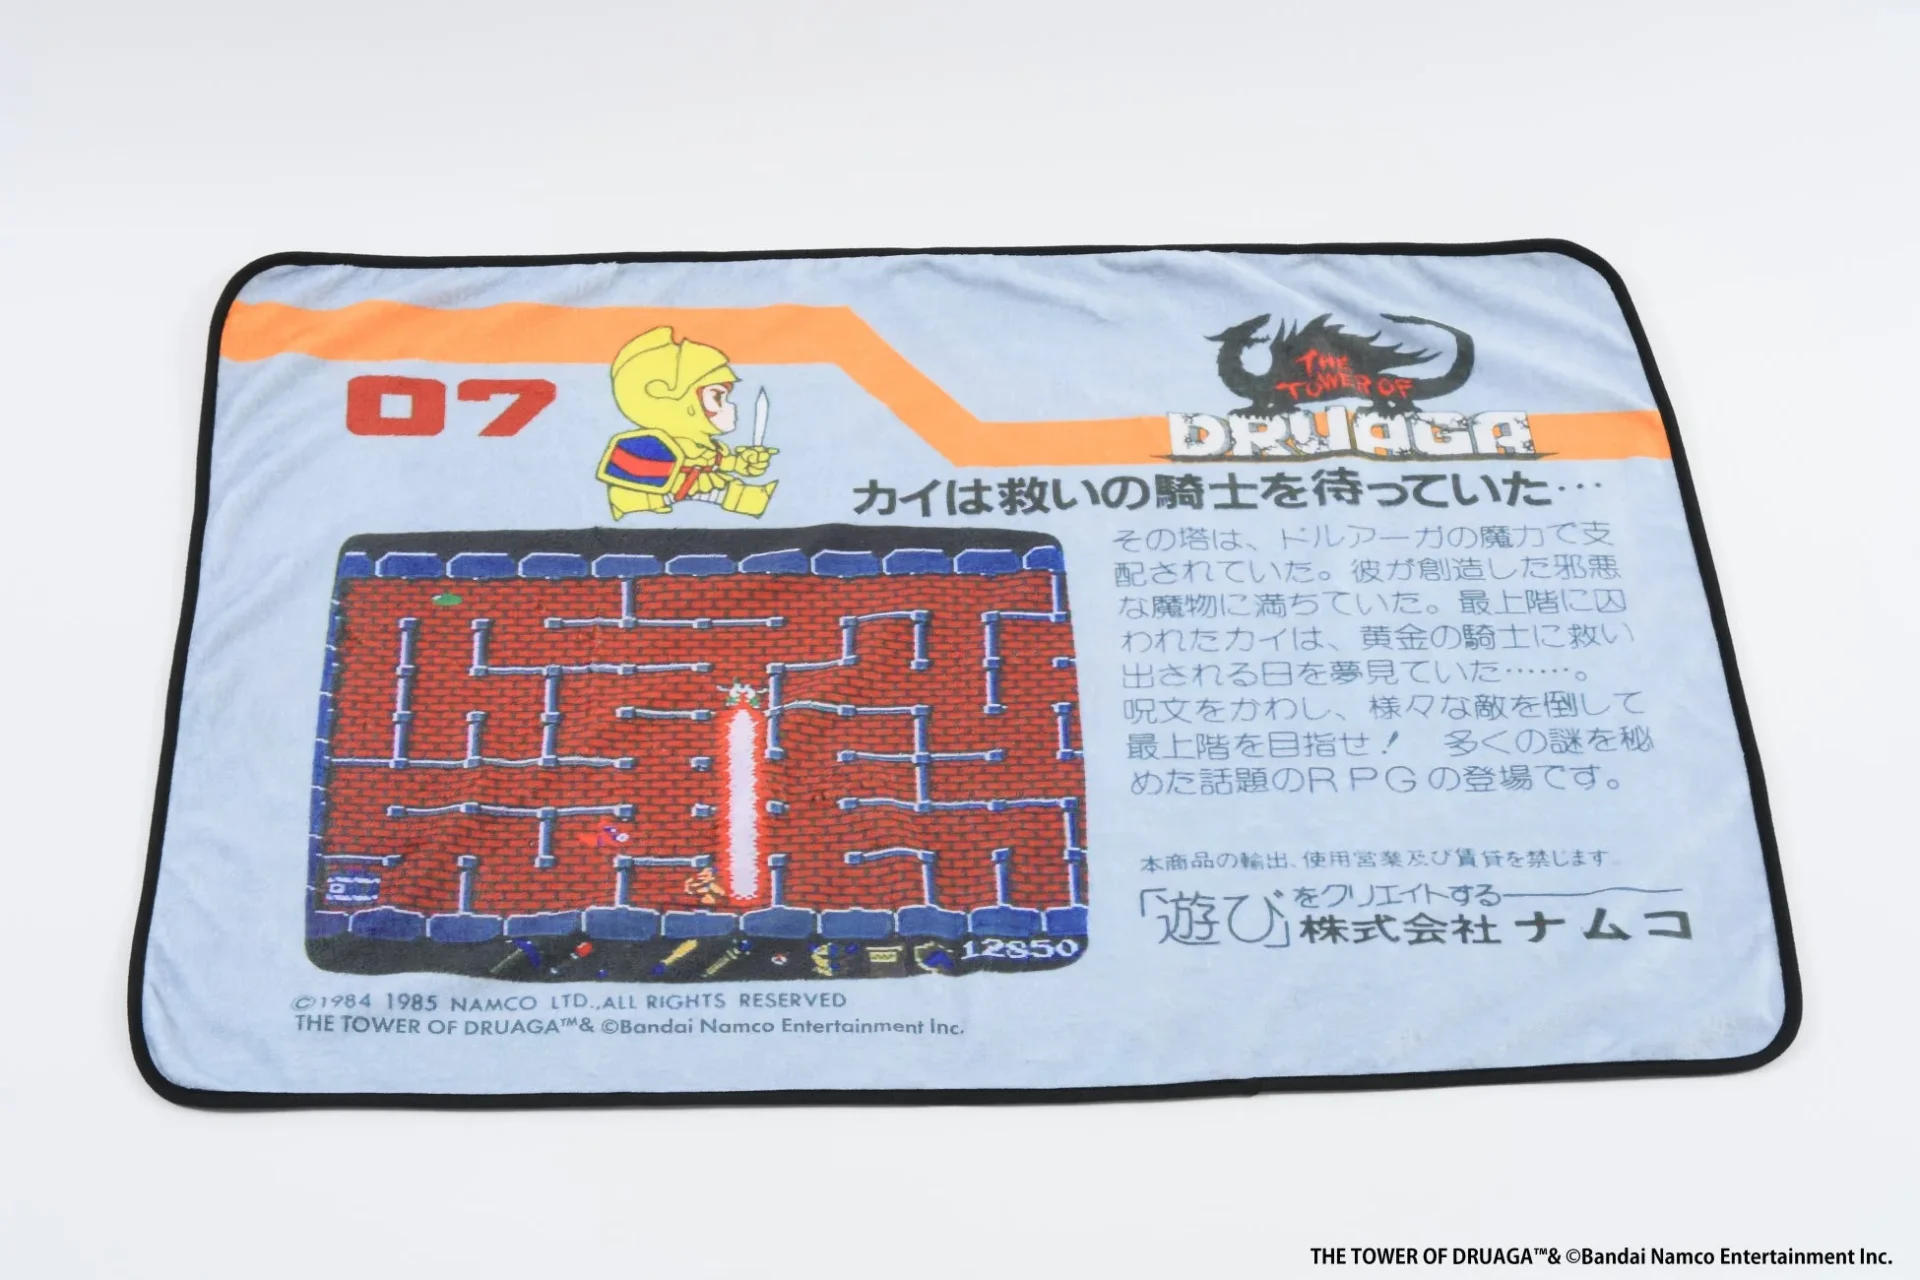 07
THE
TOWER OF
DRUAGA
カイは救いの騎士を待っていた…
その塔は、ドルアーガの魔力で支
配されていた。彼が創造した邪悪
な魔物に満ちていた。最上階に囚
われたカイは、黄金の騎士に救い
出される日を夢見ていた……。
呪文をかわし、様々な敵を倒して
最上階を目指せ！ 多くの謎を秘
めた話題のRPGの登場です。
12850
本商品の輸出、使用営業及び賃貸を禁じます。
「遊び」をクリエイトする
株式会社ナムコ
©1984 1985 NAMCO LTD.,ALL RIGHTS RESERVED
THE TOWER OF DRUAGA™& ©Bandai Namco Entertainment Inc.
THE TOWER OF DRUAGA™& ©Bandai Namco Entertainment Inc.